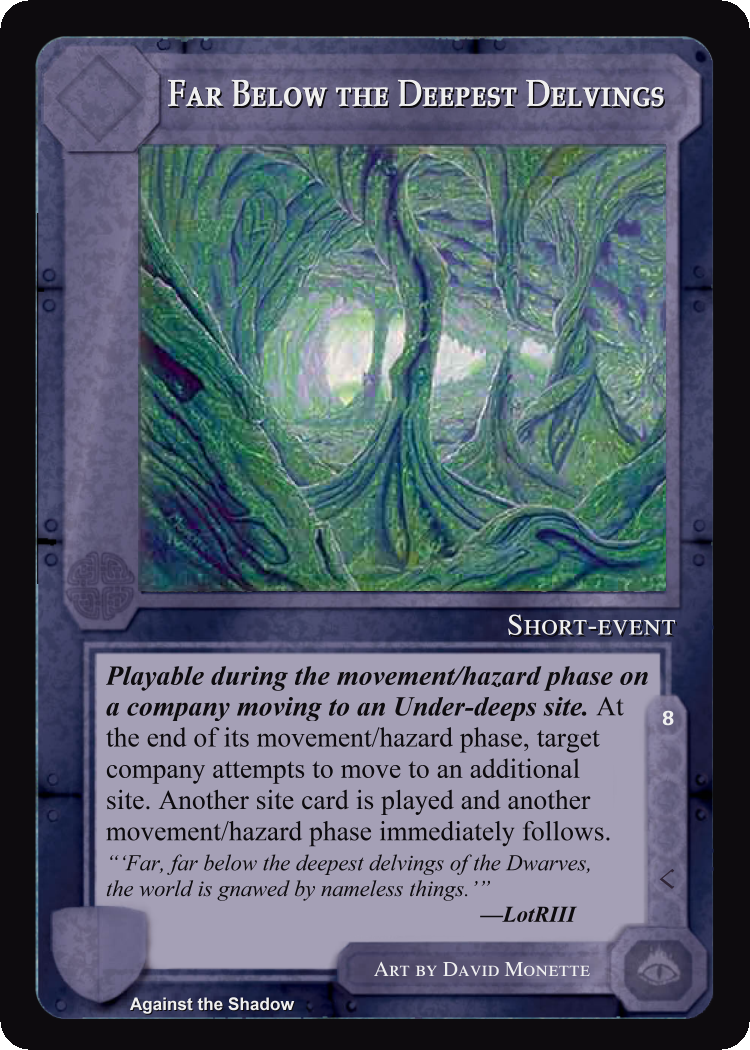 Far Below the Deepest Delvings
Short-event
Playable during the movement/hazard phase on
a company moving to an Under-deeps site. At
the end of its movement/hazard phase, target
company attempts to move to an additional
site. Another site card is played and another
movement/hazard phase immediately follows.
8
“‘Far, far below the deepest delvings of the Dwarves,
the world is gnawed by nameless things.’”
—LotRIII
Art by David Monette
Against the Shadow